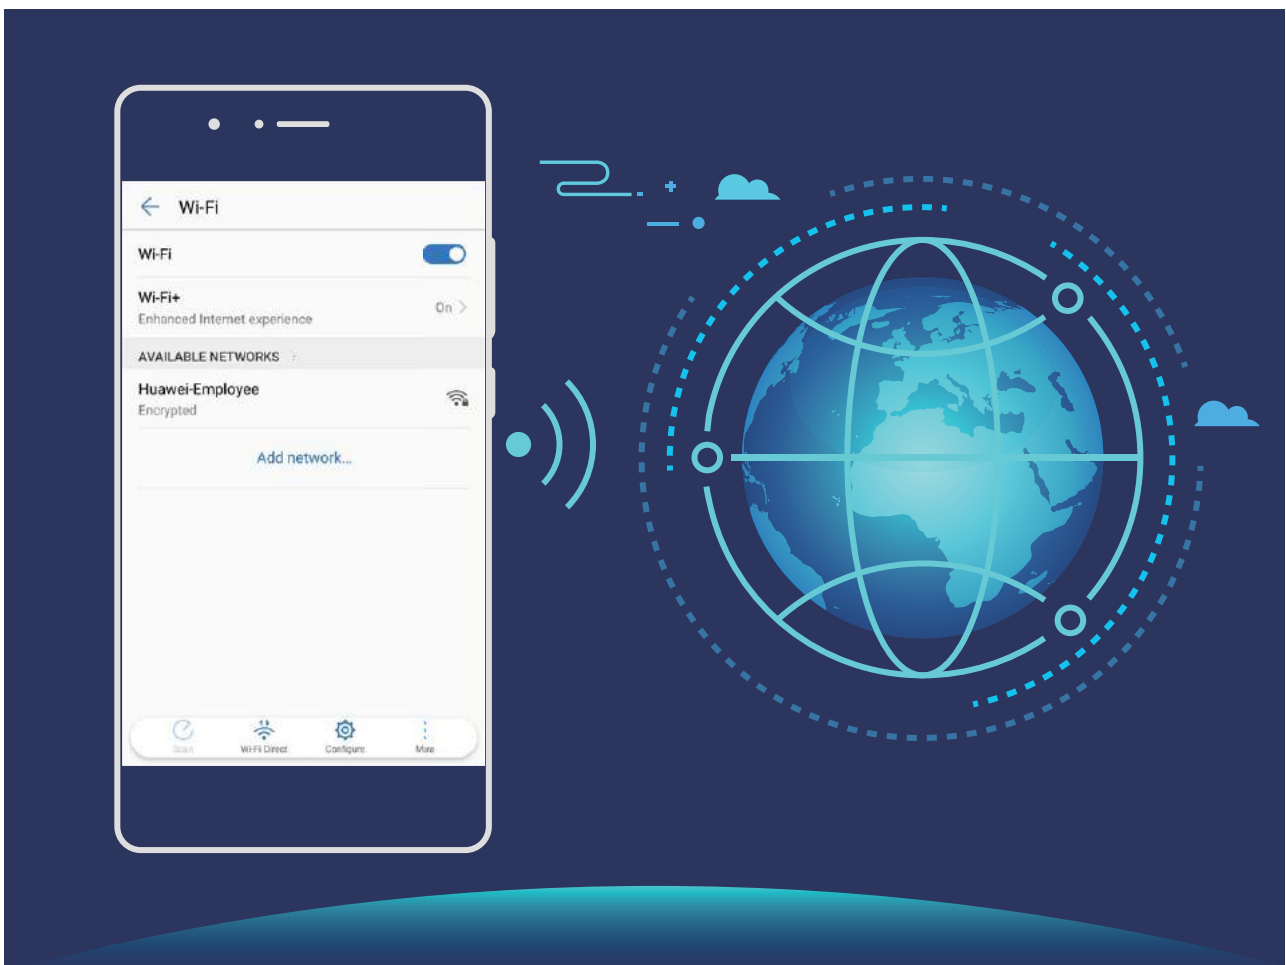 Wi-Fi
Wi-Fi
Wi-Fi+
On
Enhanced Internet experience
AVAILABLE NETWORKS
Huawei-Employee
Encrypted
Add network...
Scan
Wi-Fi Direct
Configure
More